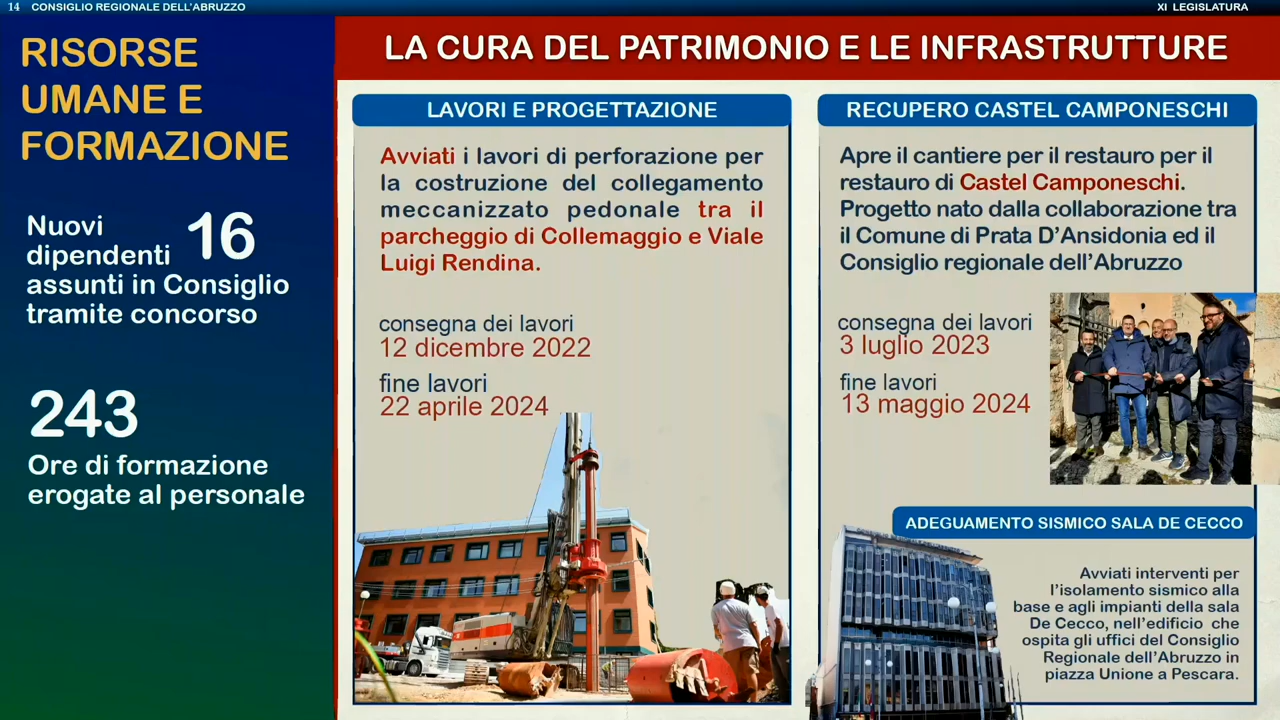 14 CONSIGLIO REGIONALE DELL'ABRUZZO
XI LEGISLATURA
RISORSE
UMANE E
FORMAZIONE
Nuovi
dipendenti 16
assunti in Consiglio
tramite concorso
243
Ore di formazione
erogate al personale
LA CURA DEL PATRIMONIO E LE INFRASTRUTTURE
LAVORI E PROGETTAZIONE
Avviati i lavori di perforazione per
la costruzione del collegamento
meccanizzato pedonale tra il
parcheggio di Collemaggio e Viale
Luigi Rendina.
consegna dei lavori
12 dicembre 2022
fine lavori
22 aprile 2024
RECUPERO CASTEL CAMPONESCHI
Apre il cantiere per il restauro per il
restauro di Castel Camponeschi.
Progetto nato dalla collaborazione tra
il Comune di Prata D'Ansidonia ed il
Consiglio regionale dell'Abruzzo
consegna dei lavori
3 luglio 2023
fine lavori
13 maggio 2024
ADEGUAMENTO SISMICO SALA DE CECCO
Avviati interventi per
l'isolamento sismico alla
base e agli impianti della sala
De Cecco, nell'edificio che
ospita gli uffici del Consiglio
Regionale dell'Abruzzo in
piazza Unione a Pescara.